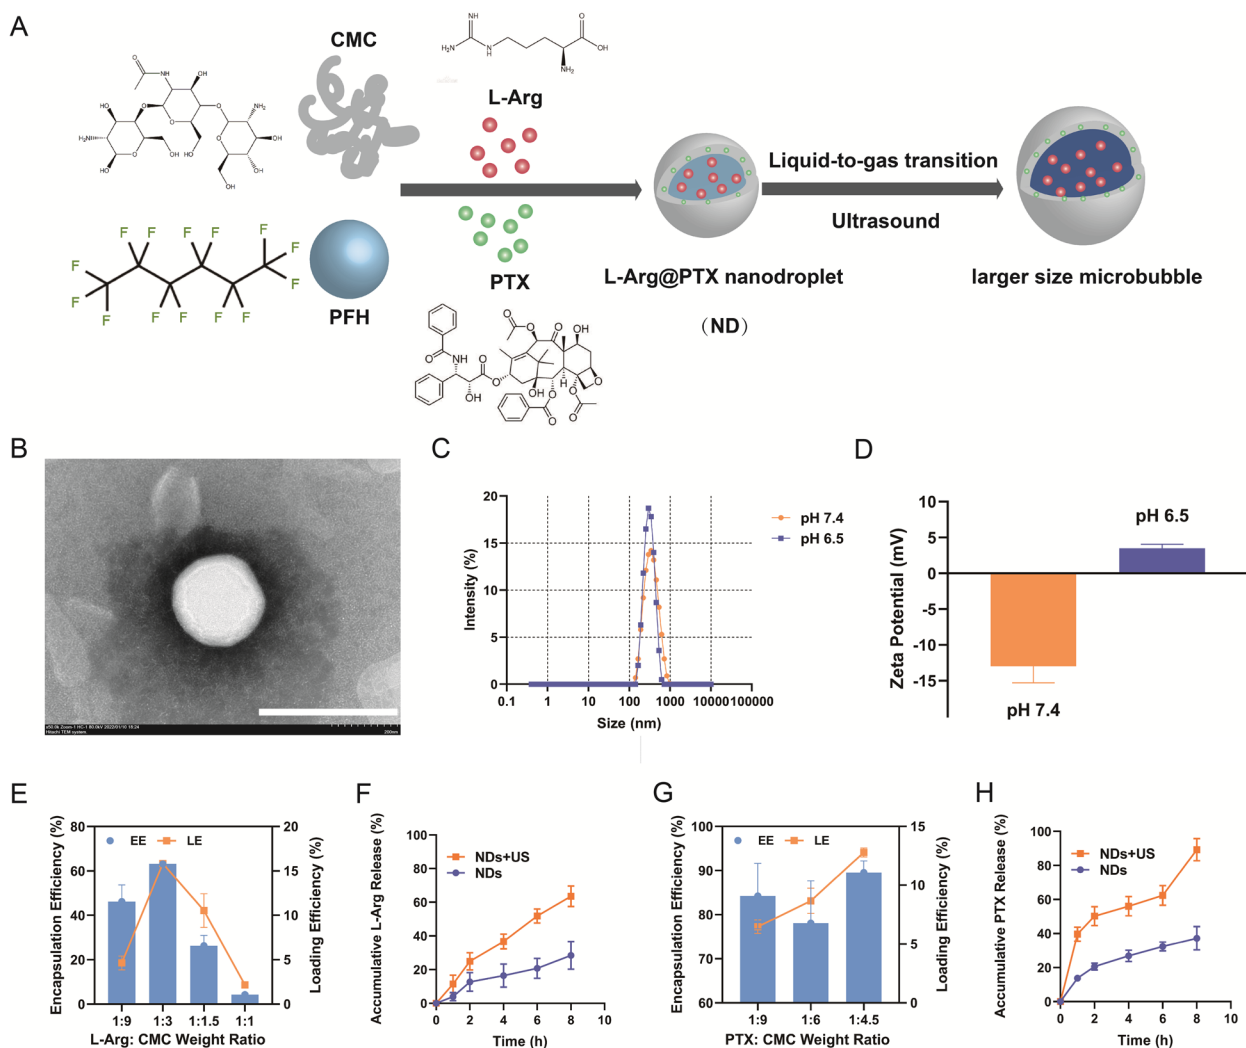 A
CMC
L-Arg
PTX
PFH
NH
H₂N
N
H
O
OH
NH₂
F F F F F F F
F F F F F F F
Liquid-to-gas transition
Ultrasound
L-Arg@PTX nanodroplet
（ND）
larger size microbubble
B
200nm
C
Intensity (%)
20
15
10
5
0
0.1 1 10 100 1000 10000 100000
Size (nm)
pH 7.4
pH 6.5
D
Zeta Potential (mV)
10
5
0
-5
-10
-15
pH 6.5
pH 7.4
E
Encapsulation Efficiency (%)
80
60
40
20
0
EE LE
20
15
10
5
0
Loading Efficiency (%)
1:9 1:3 1:1.5 1:1
L-Arg: CMC Weight Ratio
F
Accumulative L-Arg Release (%)
100
80
60
40
20
0
NDs+US
NDs
0 2 4 6 8 10
Time (h)
G
Encapsulation Efficiency (%)
100
90
80
70
60
EE LE
15
10
5
0
Loading Efficiency (%)
1:9 1:6 1:4.5
PTX: CMC Weight Ratio
H
Accumulative PTX Release (%)
100
80
60
40
20
0
NDs+US
NDs
0 2 4 6 8 10
Time (h)